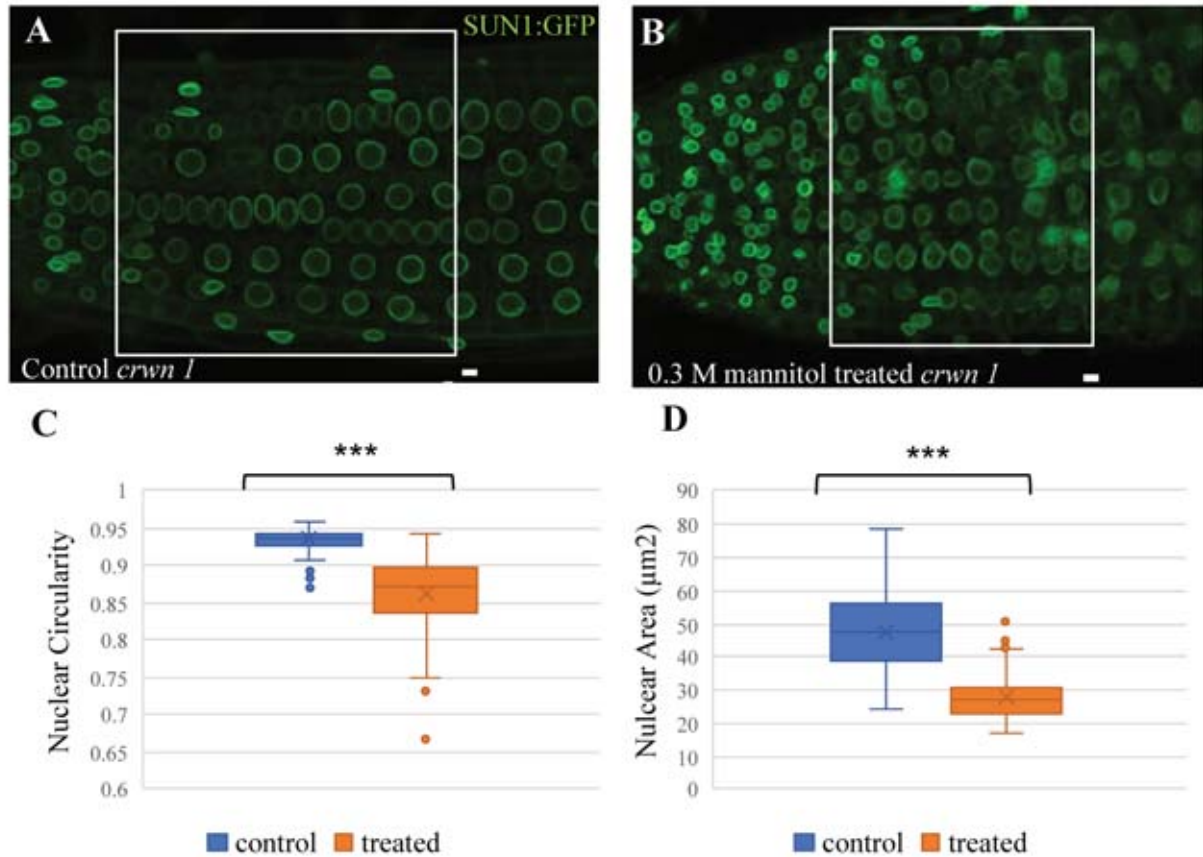 A
SUN1:GFP
Control crwn 1
B
0.3 M mannitol treated crwn 1
C
***
1
0.95
0.9
0.85
0.8
0.75
0.7
0.65
0.6
Nuclear Circularity
control treated
D
***
90
80
70
60
50
40
30
20
10
0
Nulcear Area (µm2)
control treated